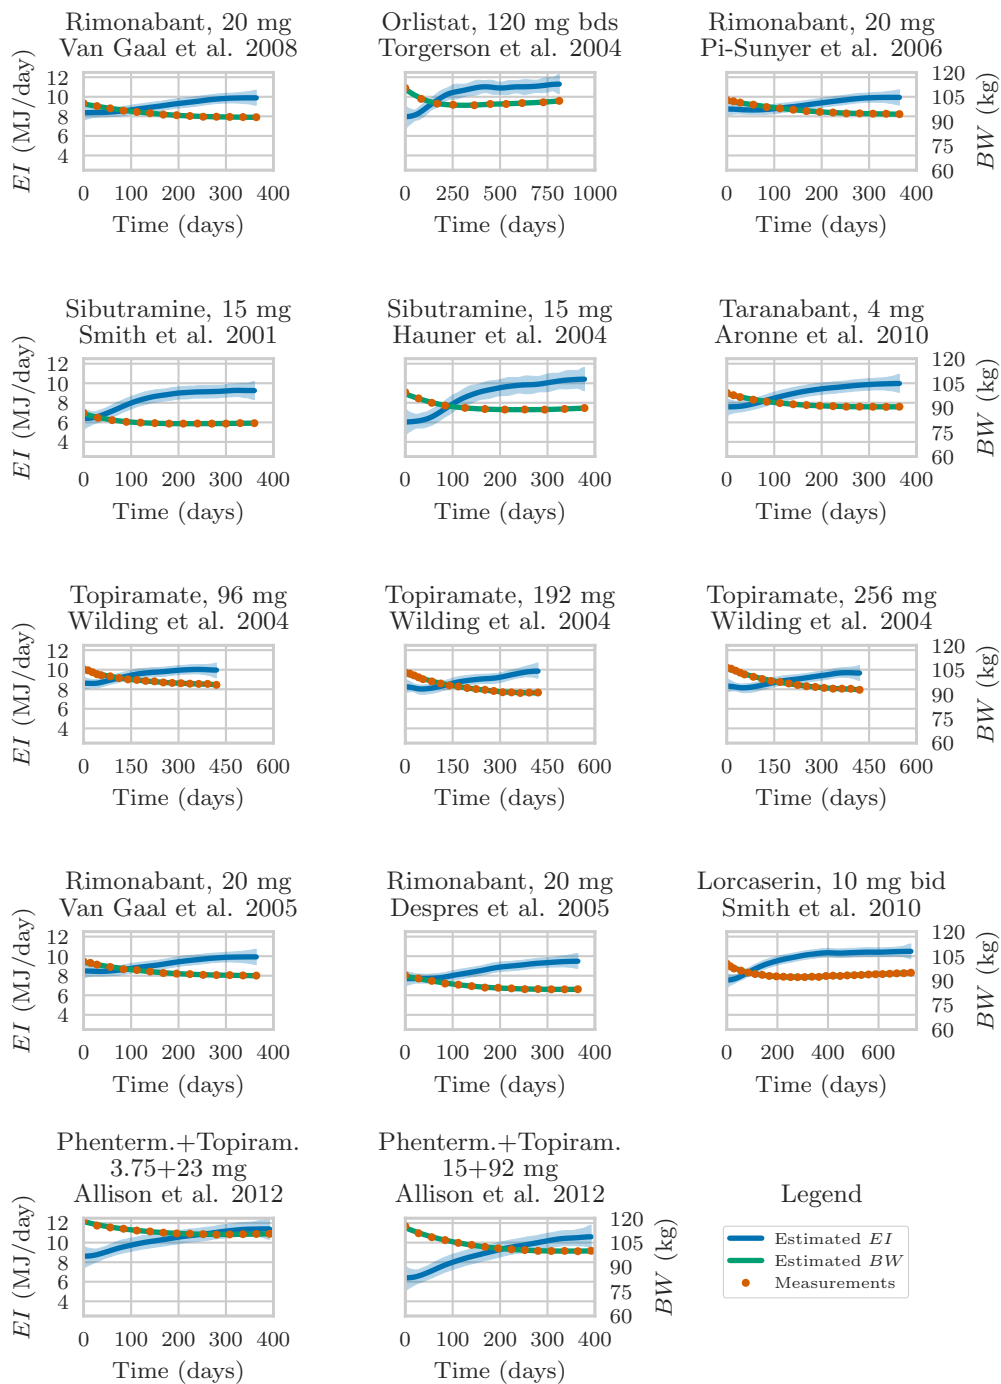 Rimonabant, 20 mg
Van Gaal et al. 2008
Orlistat, 120 mg bds
Torgerson et al. 2004
Rimonabant, 20 mg
Pi-Sunyer et al. 2006
EI (MJ/day)
12
10
8
6
4
120
105
90
75
60
BW (kg)
0 100 200 300 400
0 250 500 750 1000
0 100 200 300 400
Time (days)
Time (days)
Time (days)
Sibutramine, 15 mg
Smith et al. 2001
Sibutramine, 15 mg
Hauner et al. 2004
Taranabant, 4 mg
Aronne et al. 2010
EI (MJ/day)
12
10
8
6
4
120
105
90
75
60
BW (kg)
0 100 200 300 400
0 100 200 300 400
0 100 200 300 400
Time (days)
Time (days)
Time (days)
Topiramate, 96 mg
Wilding et al. 2004
Topiramate, 192 mg
Wilding et al. 2004
Topiramate, 256 mg
Wilding et al. 2004
EI (MJ/day)
12
10
8
6
4
120
105
90
75
60
BW (kg)
0 150 300 450 600
0 150 300 450 600
0 150 300 450 600
Time (days)
Time (days)
Time (days)
Rimonabant, 20 mg
Van Gaal et al. 2005
Rimonabant, 20 mg
Despres et al. 2005
Lorcaserin, 10 mg bid
Smith et al. 2010
EI (MJ/day)
12
10
8
6
4
120
105
90
75
60
BW (kg)
0 100 200 300 400
0 100 200 300 400
0 200 400 600
Time (days)
Time (days)
Time (days)
Phenterm.+Topiram.
3.75+23 mg
Allison et al. 2012
Phenterm.+Topiram.
15+92 mg
Allison et al. 2012
EI (MJ/day)
12
10
8
6
4
120
105
90
75
60
BW (kg)
0 100 200 300 400
0 100 200 300 400
Time (days)
Time (days)
Legend
Estimated EI
Estimated BW
Measurements